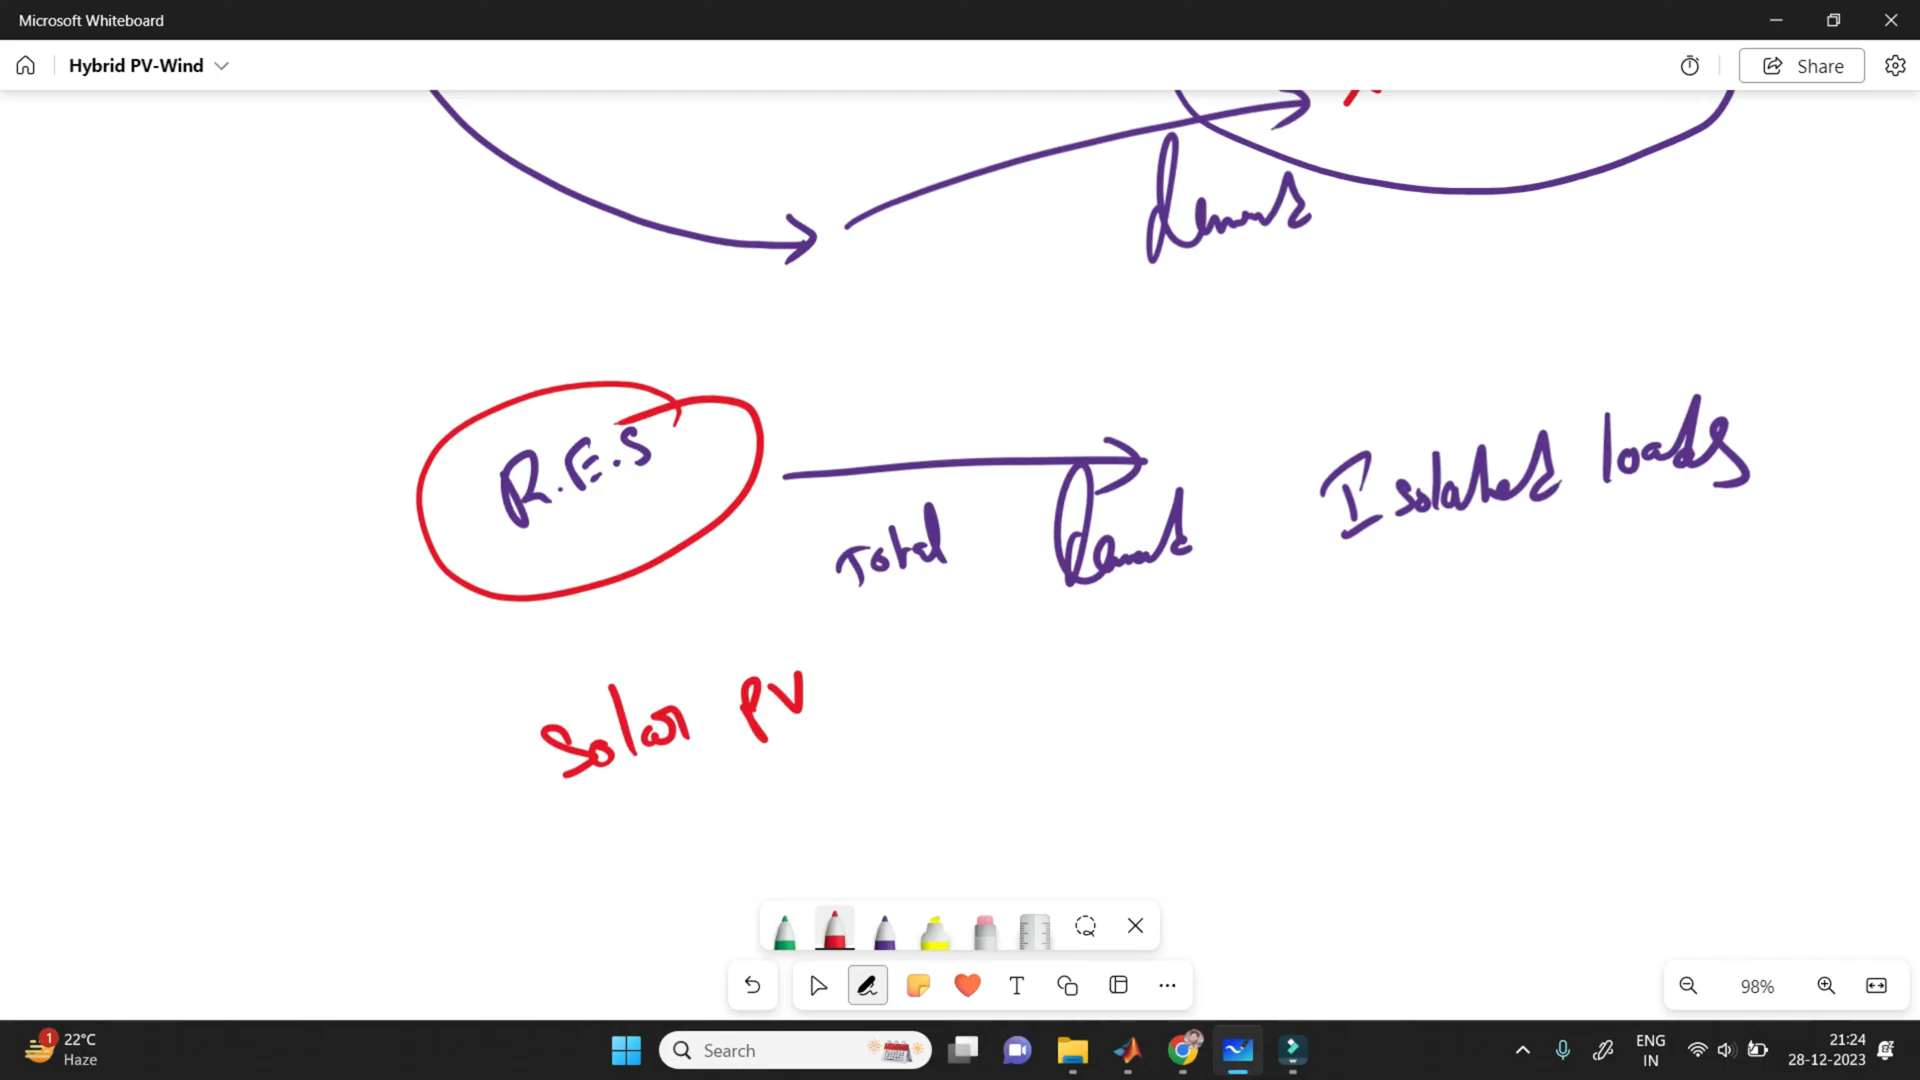 Microsoft Whiteboard
Hybrid PV-Wind
Share
demand
R.E.S
Total demand
Isolated loads
Solar PV
98%
1
22°C
Haze
Search
ENG
IN
21:24
28-12-2023